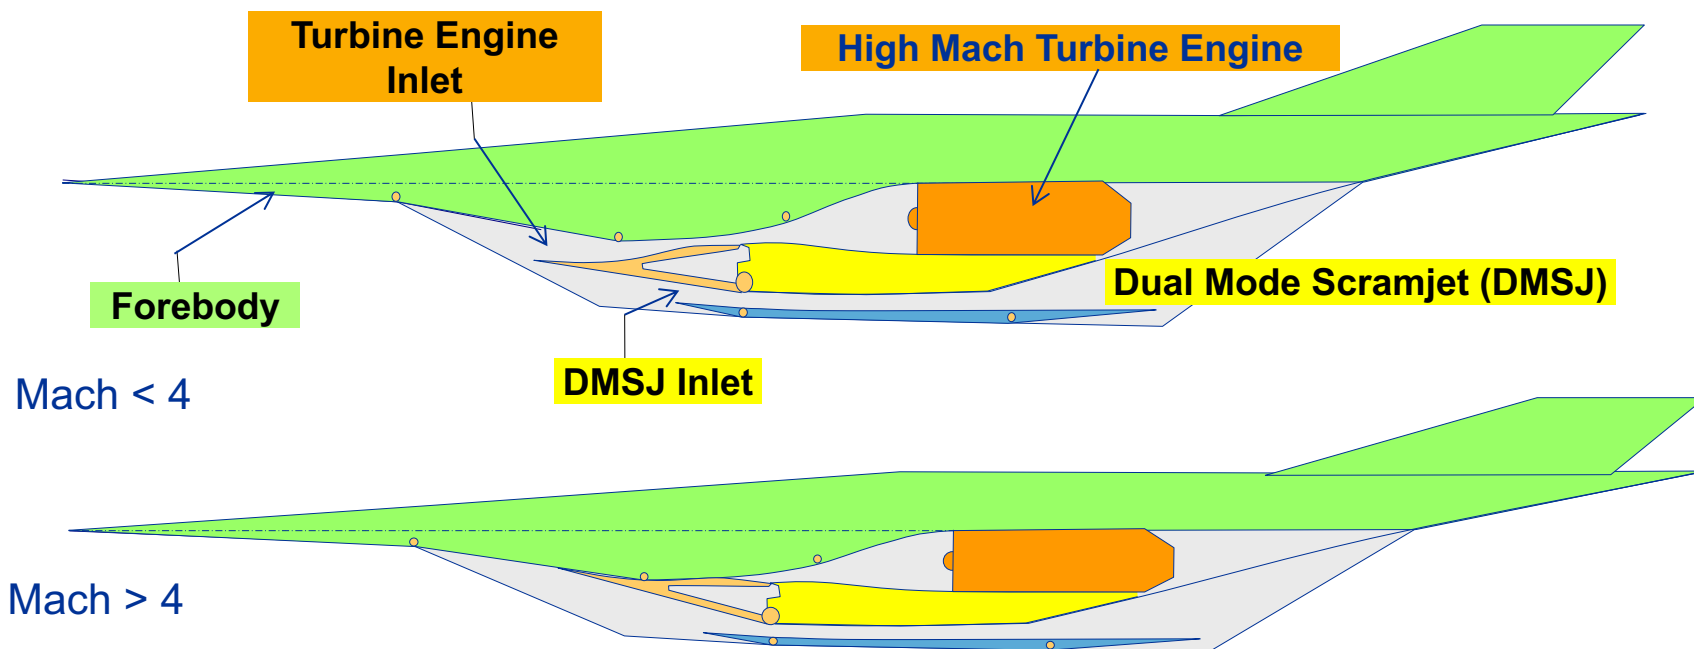 Turbine Engine
Inlet
High Mach Turbine Engine
Forebody
Dual Mode Scramjet (DMSJ)
DMSJ Inlet
Mach < 4
Mach > 4